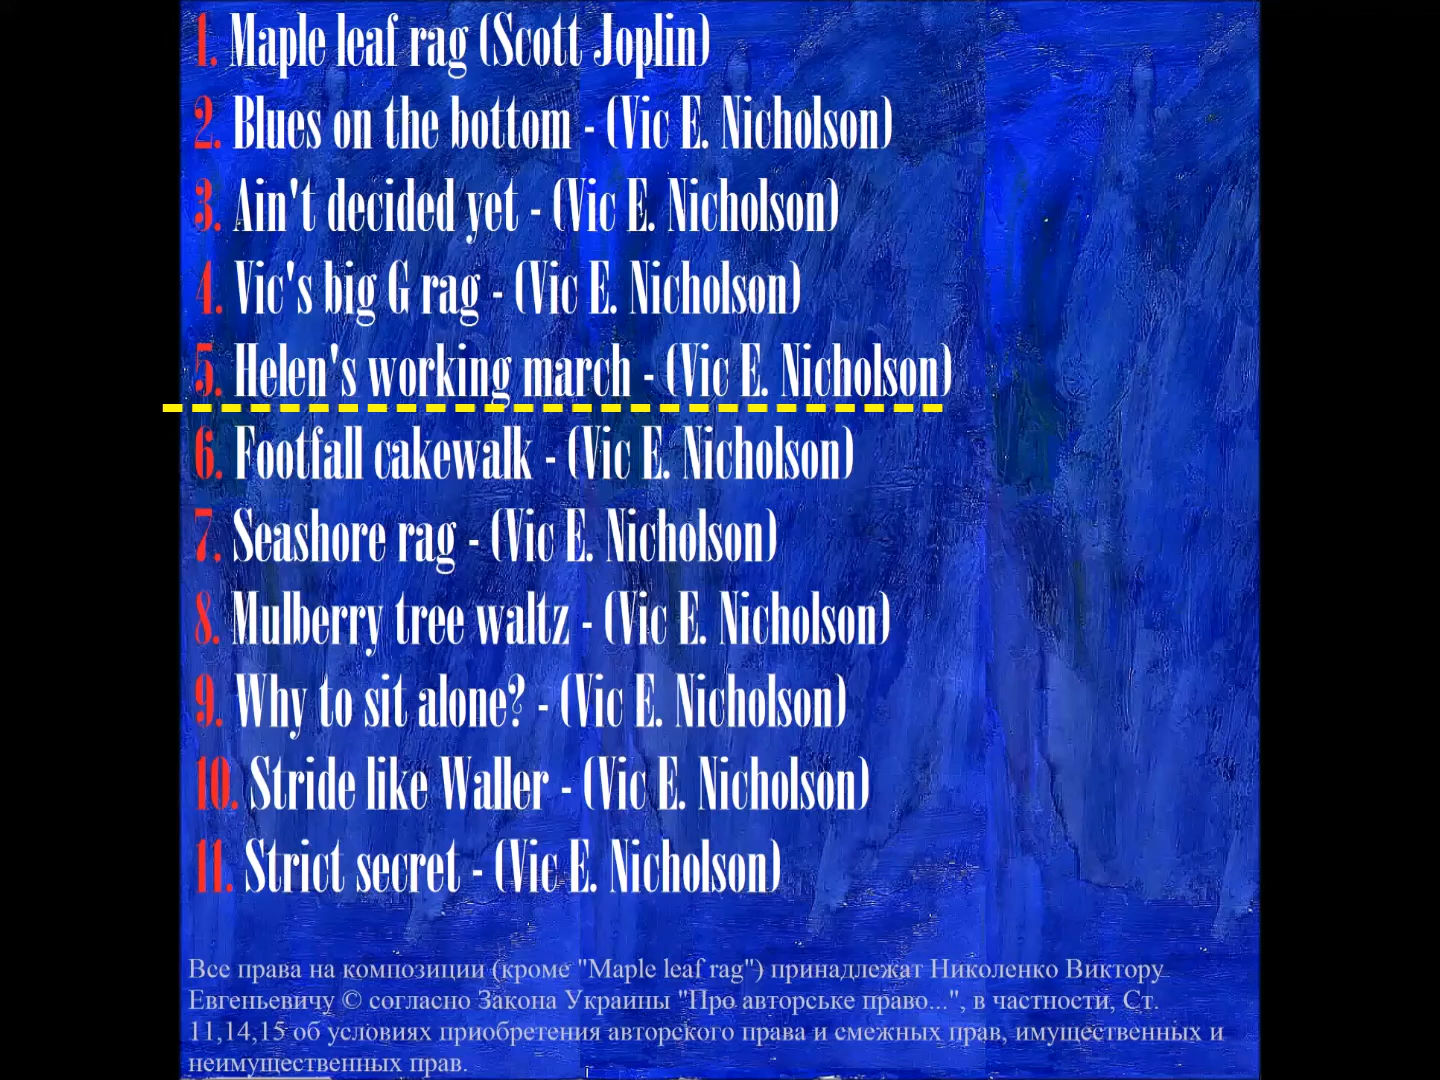 1. Maple leaf rag (Scott Joplin)
2. Blues on the bottom - (Vic E. Nicholson)
3. Ain't decided yet - (Vic E. Nicholson)
4. Vic's big G rag - (Vic E. Nicholson)
5. Helen's working march - (Vic E. Nicholson)
6. Footfall cakewalk - (Vic E. Nicholson)
7. Seashore rag - (Vic E. Nicholson)
8. Mulberry tree waltz - (Vic E. Nicholson)
9. Why to sit alone? - (Vic E. Nicholson)
10. Stride like Waller - (Vic E. Nicholson)
11. Strict secret - (Vic E. Nicholson)
Все права на композиции (кроме "Maple leaf rag") принадлежат Николенко Виктору
Евгеньевичу © согласно Закона Украины "Про авторське право...", в частности, Ст.
11,14,15 об условиях приобретения авторского права и смежных прав, имущественных и
неимущественных прав.